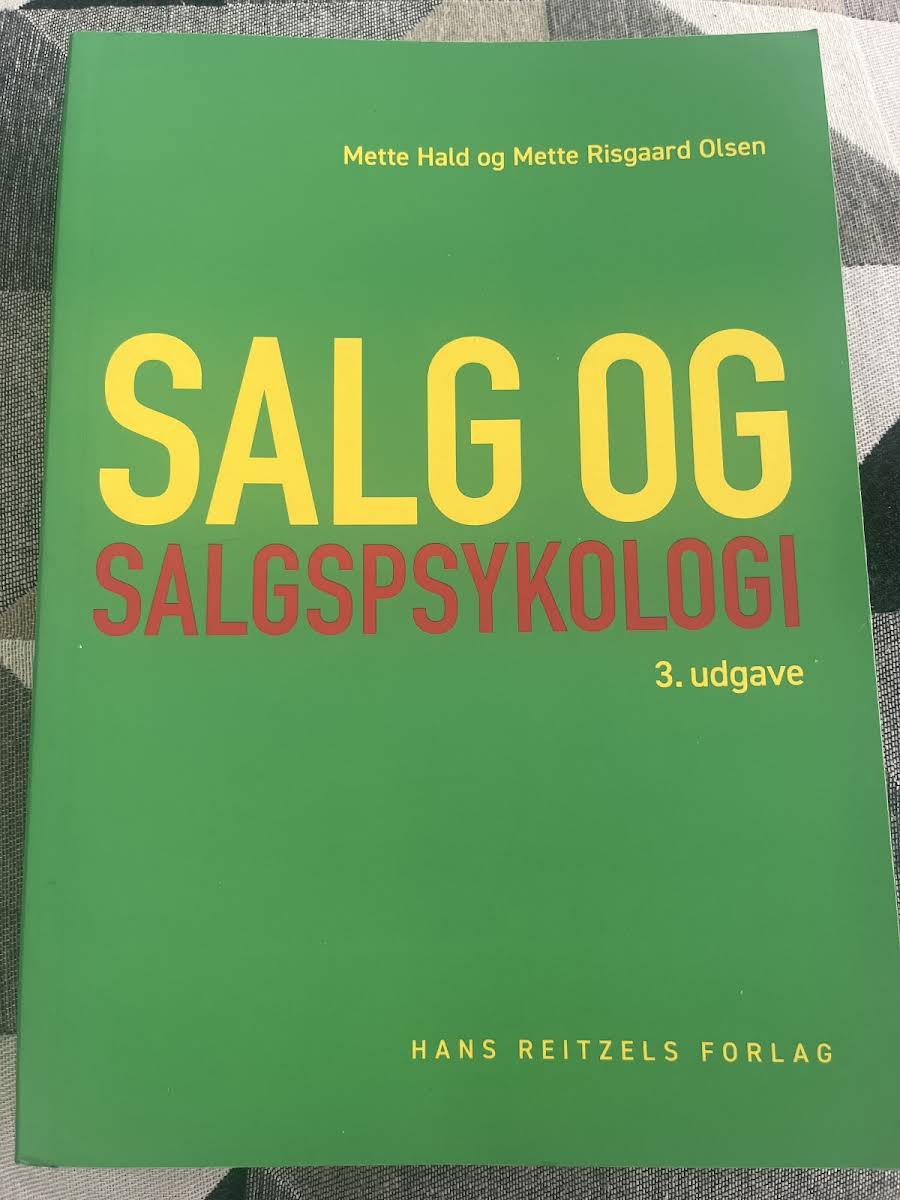 Mette Hald og Mette Risgaard Olsen
SALG OG
SALGSPSYKOLOGI
3. udgave
HANS REITZELS FORLAG